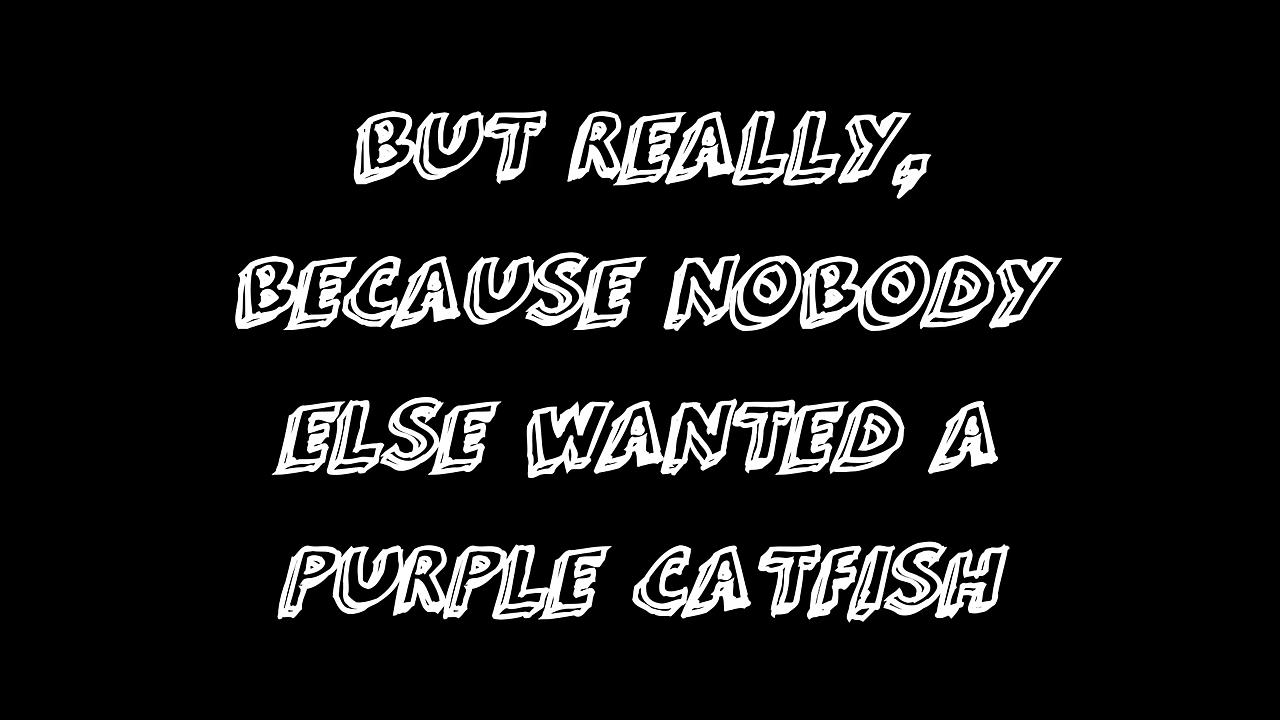 BUT REALLY,
BECAUSE NOBODY
ELSE WANTED A
PURPLE CATFISH